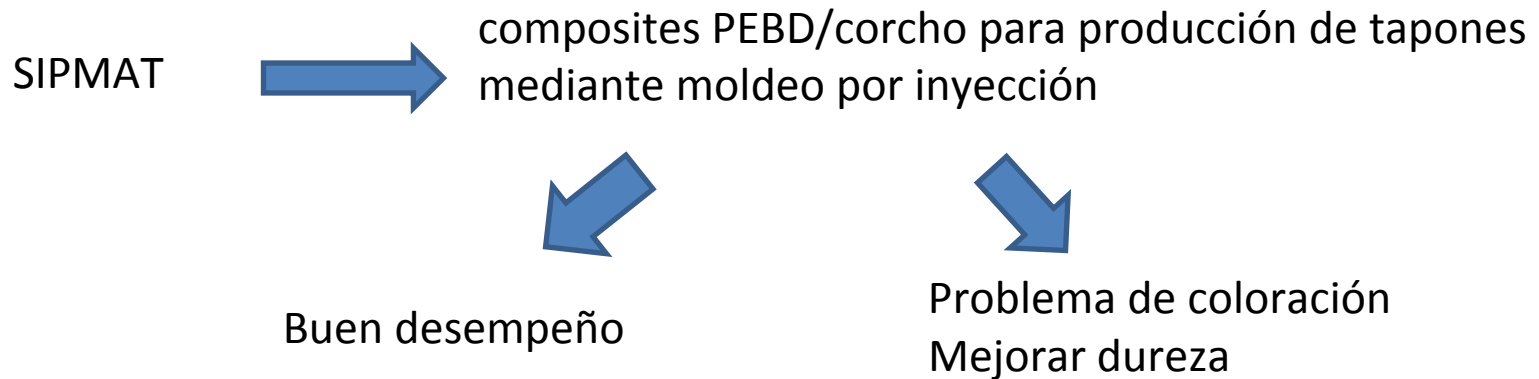 SIPMAT
composites PEBD/corcho para producción de tapones
mediante moldeo por inyección
Buen desempeño
Problema de coloración
Mejorar dureza